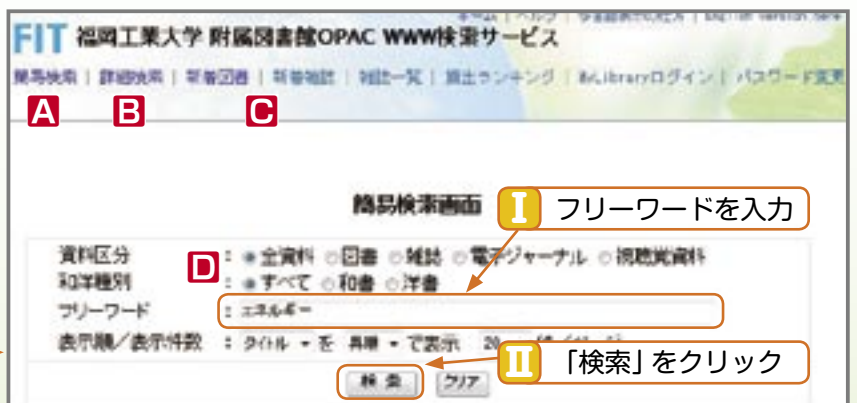 FIT 福岡工業大学 附属図書館OPAC WWW検索サービス
簡易検索 | 詳細検索 | 新着図書 | 新着雑誌 | 雑誌一覧 | 貸出ランキング | MyLibraryログイン | パスワード変更
A B C
簡易検索画面
I フリーワードを入力
資料区分 D : 全資料 図書 雑誌 電子ジャーナル 視聴覚資料
和洋種別 : すべて 和書 洋書
フリーワード : エネルギー
表示順/表示件数 : タイトル を 昇順 で表示 20
II 「検索」をクリック
検索 クリア